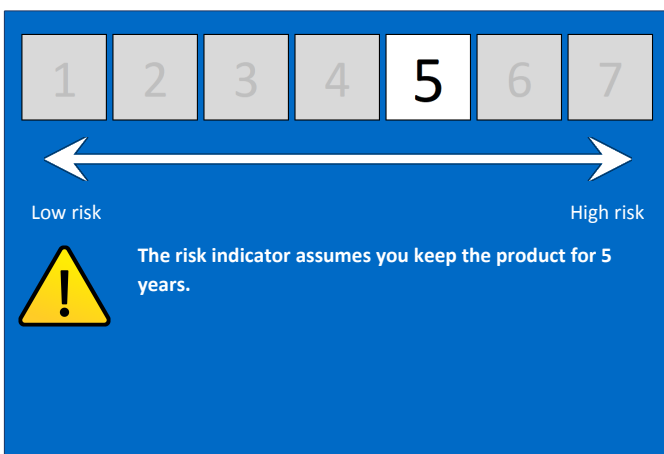 1 2 3 4 5 6 7
Low risk High risk
The risk indicator assumes you keep the product for 5
years.